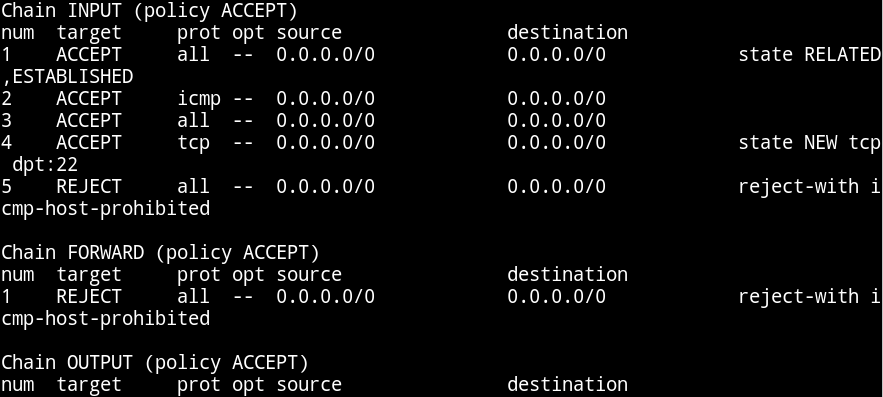 Chain INPUT (policy ACCEPT)
num  target     prot opt source               destination
1    ACCEPT     all  --  0.0.0.0/0            0.0.0.0/0            state RELATED
,ESTABLISHED
2    ACCEPT     icmp --  0.0.0.0/0            0.0.0.0/0
3    ACCEPT     all  --  0.0.0.0/0            0.0.0.0/0
4    ACCEPT     tcp  --  0.0.0.0/0            0.0.0.0/0            state NEW tcp
 dpt:22
5    REJECT     all  --  0.0.0.0/0            0.0.0.0/0            reject-with i
cmp-host-prohibited

Chain FORWARD (policy ACCEPT)
num  target     prot opt source               destination
1    REJECT     all  --  0.0.0.0/0            0.0.0.0/0            reject-with i
cmp-host-prohibited

Chain OUTPUT (policy ACCEPT)
num  target     prot opt source               destination